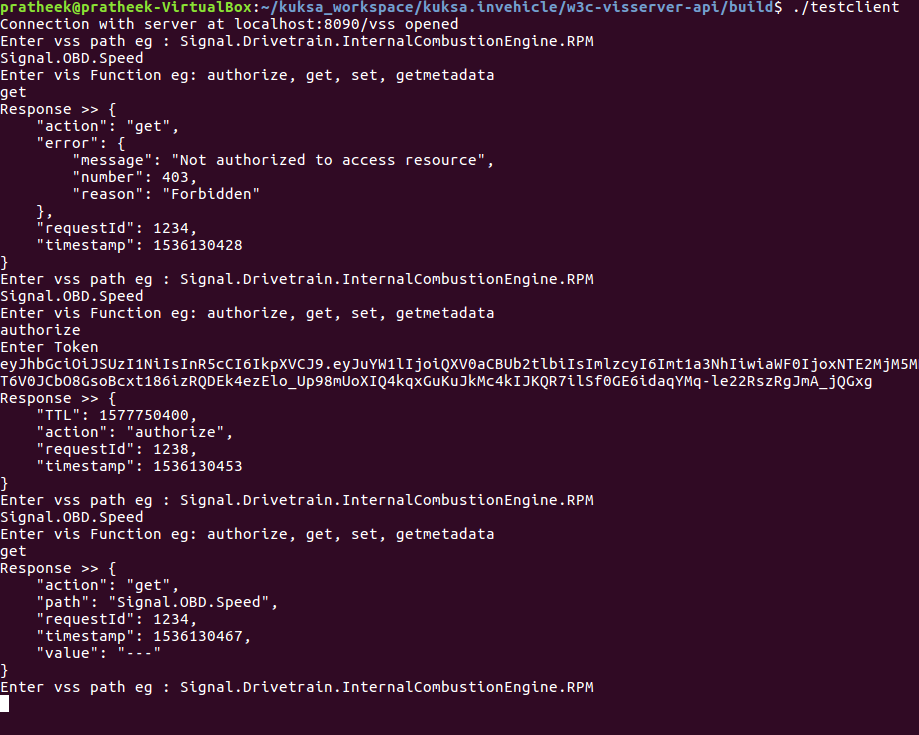 pratheek@pratheek-VirtualBox:~/kuksa_workspace/kuksa.invehicle/w3c-visserver-api/build$ ./testclient
Connection with server at localhost:8090/vss opened
Enter vss path eg : Signal.Drivetrain.InternalCombustionEngine.RPM
Signal.OBD.Speed
Enter vis Function eg: authorize, get, set, getmetadata
get
Response >> {
    "action": "get",
    "error": {
        "message": "Not authorized to access resource",
        "number": 403,
        "reason": "Forbidden"
    },
    "requestId": 1234,
    "timestamp": 1536130428
}
Enter vss path eg : Signal.Drivetrain.InternalCombustionEngine.RPM
Signal.OBD.Speed
Enter vis Function eg: authorize, get, set, getmetadata
authorize
Enter Token
eyJhbGciOiJSUzI1NiIsInR5cCI6IkpXVCJ9.eyJuYW1lIjoiQXV0aCBUb2tlbiIsImlzcyI6Imt1a3NhIiwiaWF0IjoxNTE2MjM5M
T6V0JCbO8GsoBcxt186izRQDEk4ezElo_Up98mUoXIQ4kqxGuKuJkMc4kIJKQR7ilSf0GE6idaqYMq-le22RszRgJmA_jQGxg
Response >> {
    "TTL": 1577750400,
    "action": "authorize",
    "requestId": 1238,
    "timestamp": 1536130453
}
Enter vss path eg : Signal.Drivetrain.InternalCombustionEngine.RPM
Signal.OBD.Speed
Enter vis Function eg: authorize, get, set, getmetadata
get
Response >> {
    "action": "get",
    "path": "Signal.OBD.Speed",
    "requestId": 1234,
    "timestamp": 1536130467,
    "value": "---"
}
Enter vss path eg : Signal.Drivetrain.InternalCombustionEngine.RPM